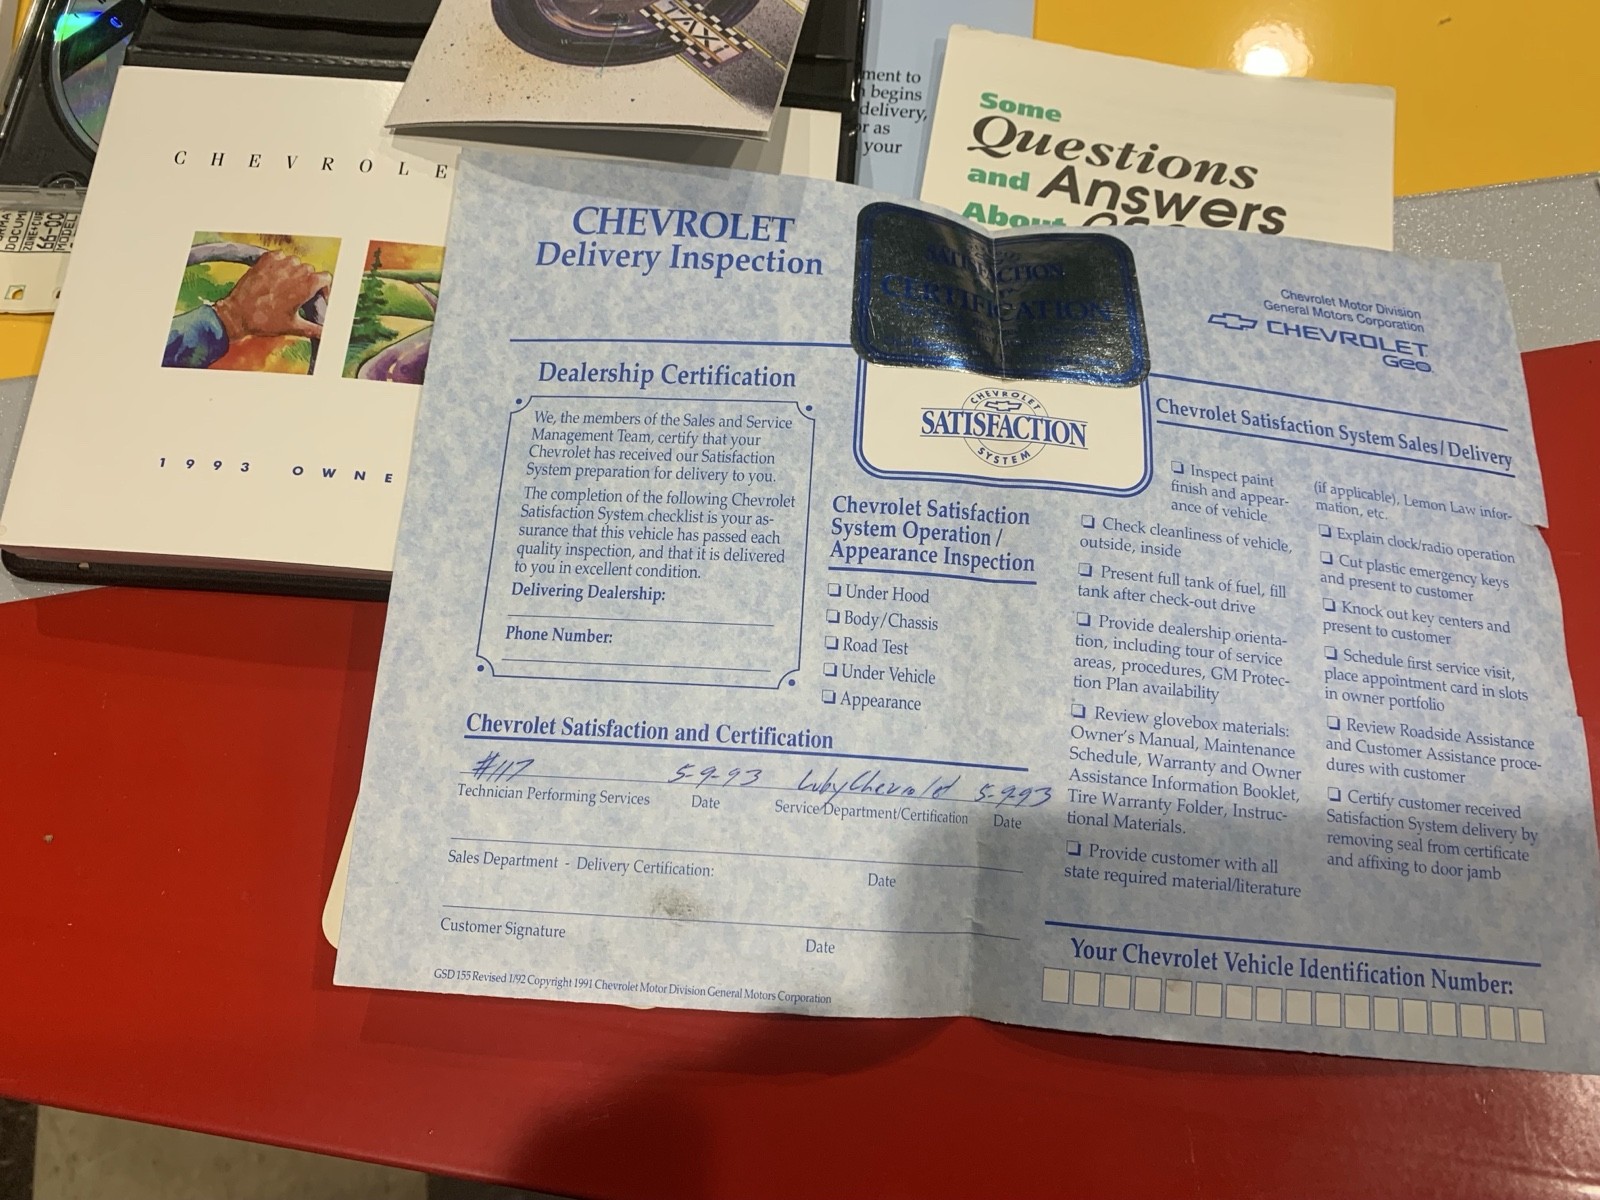 TAXI
ment to
begins
delivery,
or as
your
Some
Questions
and Answers
About
CHEVROLE
1993 OWNE
66-00
CHEVROLET
Delivery Inspection
SATISFACTION
CERTIFICATION
CHEVROLET
SATISFACTION
SYSTEM
Chevrolet Motor Division
General Motors Corporation
CHEVROLET
Geo
Dealership Certification
We, the members of the Sales and Service
Management Team, certify that your
Chevrolet has received our Satisfaction
System preparation for delivery to you.
The completion of the following Chevrolet
Satisfaction System checklist is your as-
surance that this vehicle has passed each
quality inspection, and that it is delivered
to you in excellent condition.
Delivering Dealership:
Phone Number:
Chevrolet Satisfaction
System Operation /
Appearance Inspection
Under Hood
Body/Chassis
Road Test
Under Vehicle
Appearance
Chevrolet Satisfaction and Certification
#117 5-9-93 Luby Chevrolet 5-9-93
Technician Performing Services Date Service/Department/Certification Date
Sales Department - Delivery Certification: Date
Customer Signature Date
GSD 155 Revised 1/92 Copyright 1991 Chevrolet Motor Division General Motors Corporation
Chevrolet Satisfaction System Sales/Delivery
Inspect paint
finish and appear-
ance of vehicle
Check cleanliness of vehicle,
outside, inside
Present full tank of fuel, fill
tank after check-out drive
Provide dealership orienta-
tion, including tour of service
areas, procedures, GM Protec-
tion Plan availability
Review glovebox materials:
Owner's Manual, Maintenance
Schedule, Warranty and Owner
Assistance Information Booklet,
Tire Warranty Folder, Instruc-
tional Materials.
Provide customer with all
state required material/literature
(if applicable), Lemon Law infor-
mation, etc.
Explain clock/radio operation
Cut plastic emergency keys
and present to customer
Knock out key centers and
present to customer
Schedule first service visit,
place appointment card in slots
in owner portfolio
Review Roadside Assistance
and Customer Assistance proce-
dures with customer
Certify customer received
Satisfaction System delivery by
removing seal from certificate
and affixing to door jamb
Your Chevrolet Vehicle Identification Number: